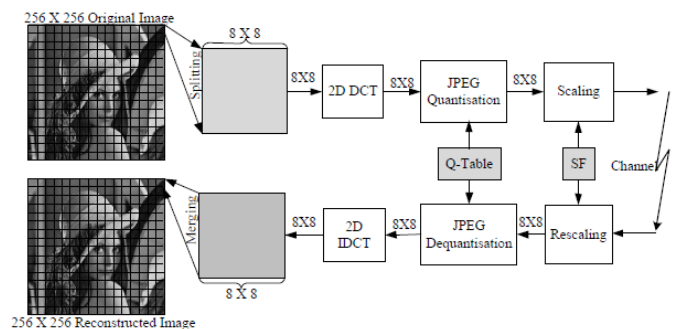 256 X 256 Original Image
8 X 8
Splitting
8X8
2D DCT
8X8
JPEG
Quantisation
8X8
Scaling
Q-Table
SF
Channel
Merging
8X8
2D
IDCT
8X8
JPEG
Dequantisation
8X8
Rescaling
8 X 8
256 X 256 Reconstructed Image